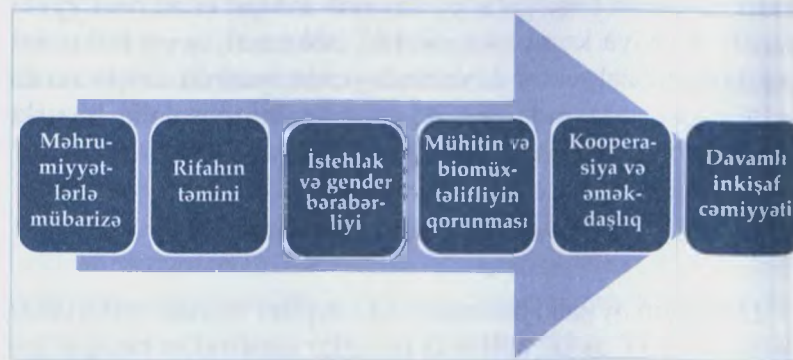 Məhru-
miyyət-
lərlə
mübarizə
Rifahın
təmini
İstehlak
və gender
bərabər-
liyi
Mühitin və
biomüx-
təlifliyin
qorunması
Koopera-
siya və
əmək-
daşlıq
Davamlı
inkişaf
cəmiyyəti